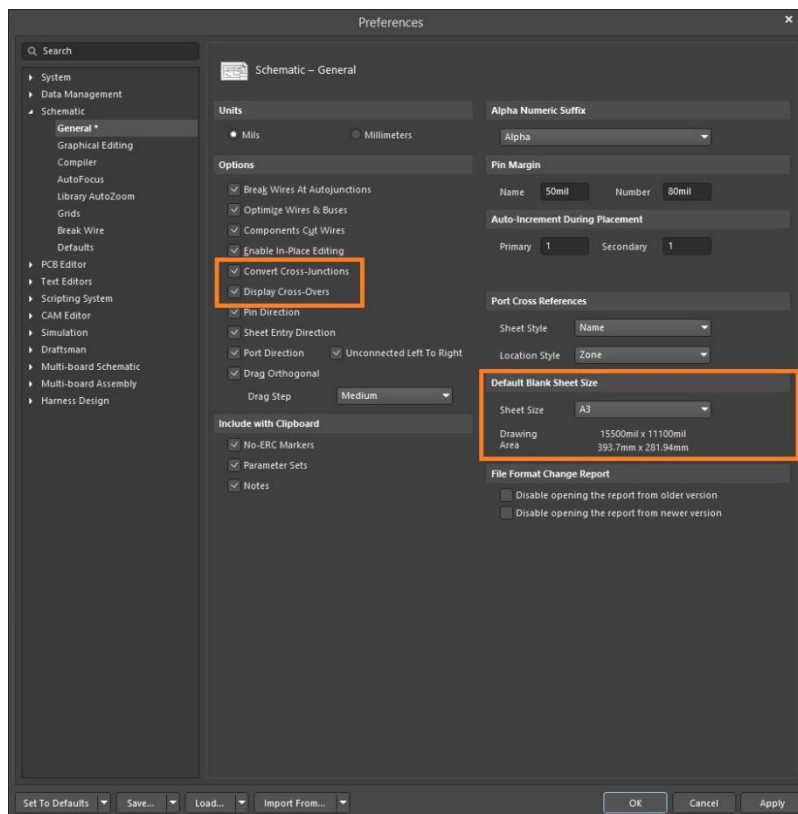 Preferences
Search
System
Data Management
Schematic
General *
Graphical Editing
Compiler
AutoFocus
Library AutoZoom
Grids
Break Wire
Defaults
PCB Editor
Text Editors
Scripting System
CAM Editor
Simulation
Draftsman
Multi-board Schematic
Multi-board Assembly
Harness Design
Schematic – General
Units
Mils Millimeters
Options
Break Wires At Autojunctions
Optimize Wires & Buses
Components Cut Wires
Enable In-Place Editing
Convert Cross-Junctions
Display Cross-Overs
Pin Direction
Sheet Entry Direction
Port Direction Unconnected Left To Right
Drag Orthogonal
Drag Step Medium
Include with Clipboard
No-ERC Markers
Parameter Sets
Notes
Alpha Numeric Suffix
Alpha
Pin Margin
Name 50mil Number 80mil
Auto-Increment During Placement
Primary 1 Secondary 1
Port Cross References
Sheet Style Name
Location Style Zone
Default Blank Sheet Size
Sheet Size A3
Drawing Area 15500mil x 11100mil
393.7mm x 281.94mm
File Format Change Report
Disable opening the report from older version
Disable opening the report from newer version
Set To Defaults Save... Load... Import From... OK Cancel Apply